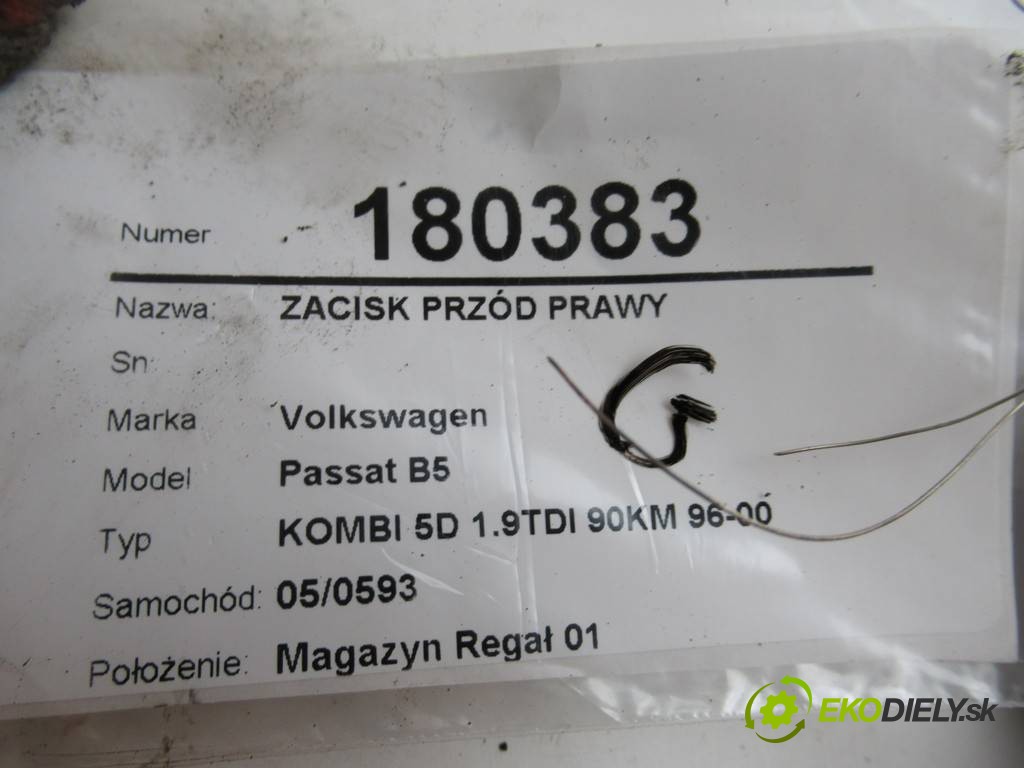 Numer 180383
Nazwa: ZACISK PRZÓD PRAWY
Sn:
Marka Volkswagen
Model Passat B5
Typ KOMBI 5D 1.9TDI 90KM 96-00
Samochód: 05/0593
Położenie: Magazyn Regał 01
G
EKODIELY.sk